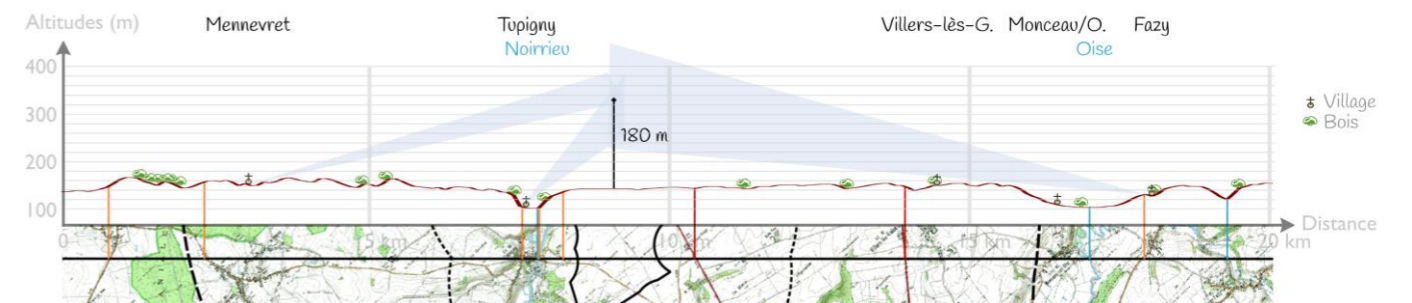 Altitudes (m) Mennevret Tupigny Villers-lès-G. Monceau/O. Fazy
Noirrieu Oise
400
300
Village
Bois
180 m
200
100
Distance
0 5 km 10 km 15 km 20 km